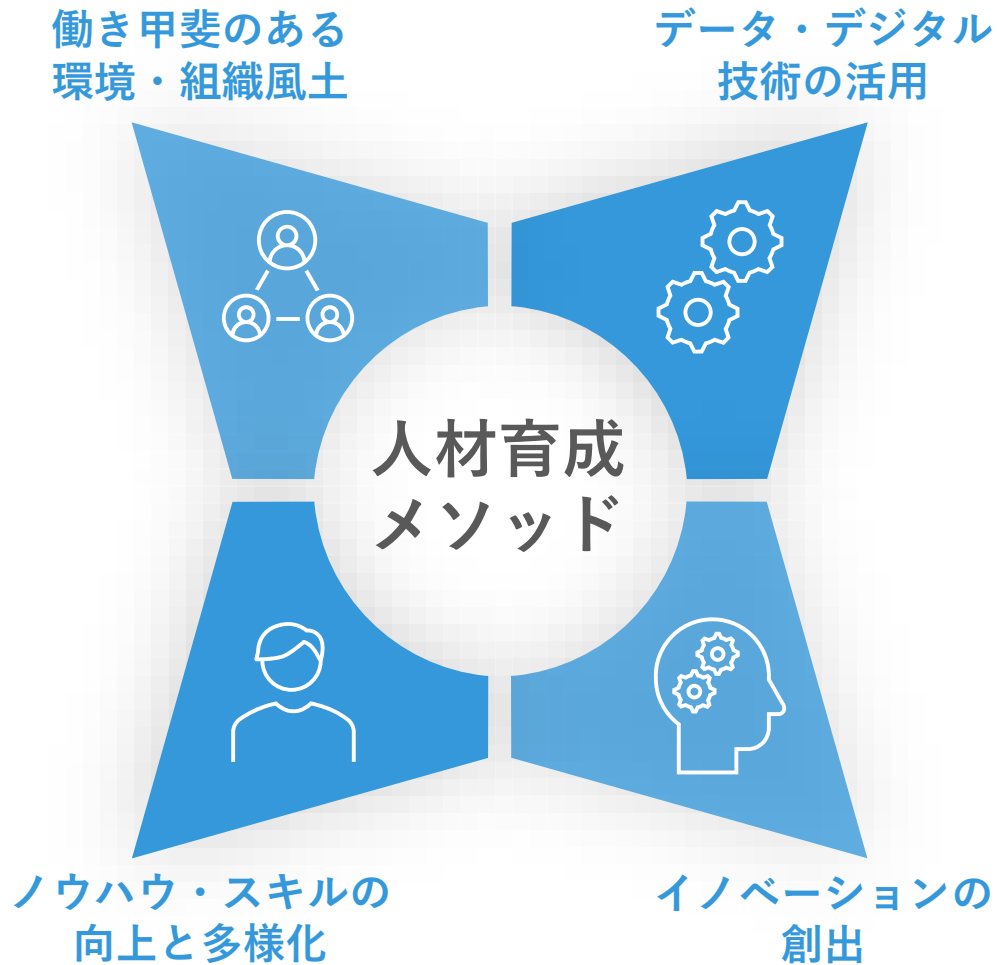 働き甲斐のある
環境・組織風土
データ・デジタル
技術の活用
人材育成
メソッド
ノウハウ・スキルの
向上と多様化
イノベーションの
創出